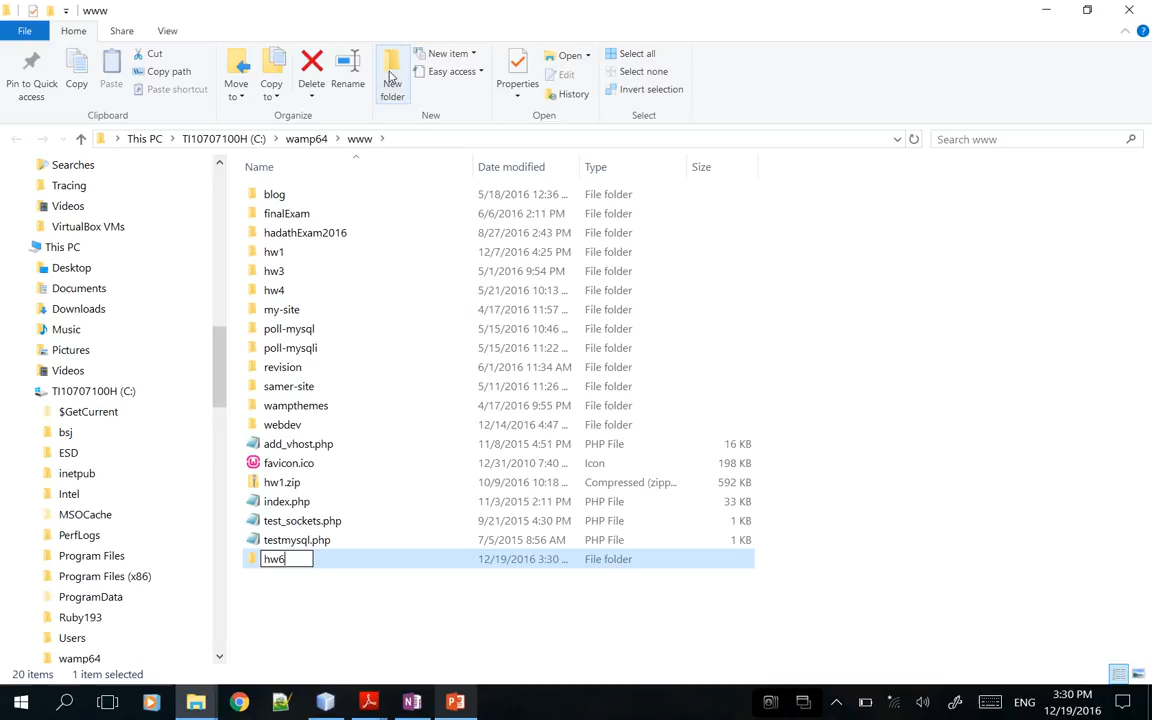 www
File
Home
Share
View
Pin to Quick access
Copy
Paste
Cut
Copy path
Paste shortcut
Move to
Copy to
Delete
Rename
New folder
New item
Easy access
Properties
Open
Edit
History
Select all
Select none
Invert selection
Clipboard
Organize
New
Open
Select
This PC
TI10707100H (C:)
wamp64
www
Search www
Searches
Tracing
Videos
VirtualBox VMs
This PC
Desktop
Documents
Downloads
Music
Pictures
Videos
TI10707100H (C:)
$GetCurrent
bsj
ESD
inetpub
Intel
MSOCache
PerfLogs
Program Files
Program Files (x86)
ProgramData
Ruby193
Users
wamp64
Name Date modified Type Size
blog 5/18/2016 12:36 ... File folder
finalExam 6/6/2016 2:11 PM File folder
hadathExam2016 8/27/2016 2:43 PM File folder
hw1 12/7/2016 4:25 PM File folder
hw3 5/1/2016 9:54 PM File folder
hw4 5/21/2016 10:13 ... File folder
my-site 4/17/2016 11:57 ... File folder
poll-mysql 5/15/2016 10:46 ... File folder
poll-mysqli 5/15/2016 11:22 ... File folder
revision 6/1/2016 11:34 AM File folder
samer-site 5/11/2016 11:26 ... File folder
wampthemes 4/17/2016 9:55 PM File folder
webdev 12/14/2016 4:47 ... File folder
add_vhost.php 11/8/2015 4:51 PM PHP File 16 KB
favicon.ico 12/31/2010 7:40 ... Icon 198 KB
hw1.zip 10/9/2016 10:18 ... Compressed (zipp... 592 KB
index.php 11/3/2015 2:11 PM PHP File 33 KB
test_sockets.php 9/21/2015 4:30 PM PHP File 1 KB
testmysql.php 7/5/2015 8:56 AM PHP File 1 KB
hw6 12/19/2016 3:30 ... File folder
20 items 1 item selected
ENG
3:30 PM
12/19/2016